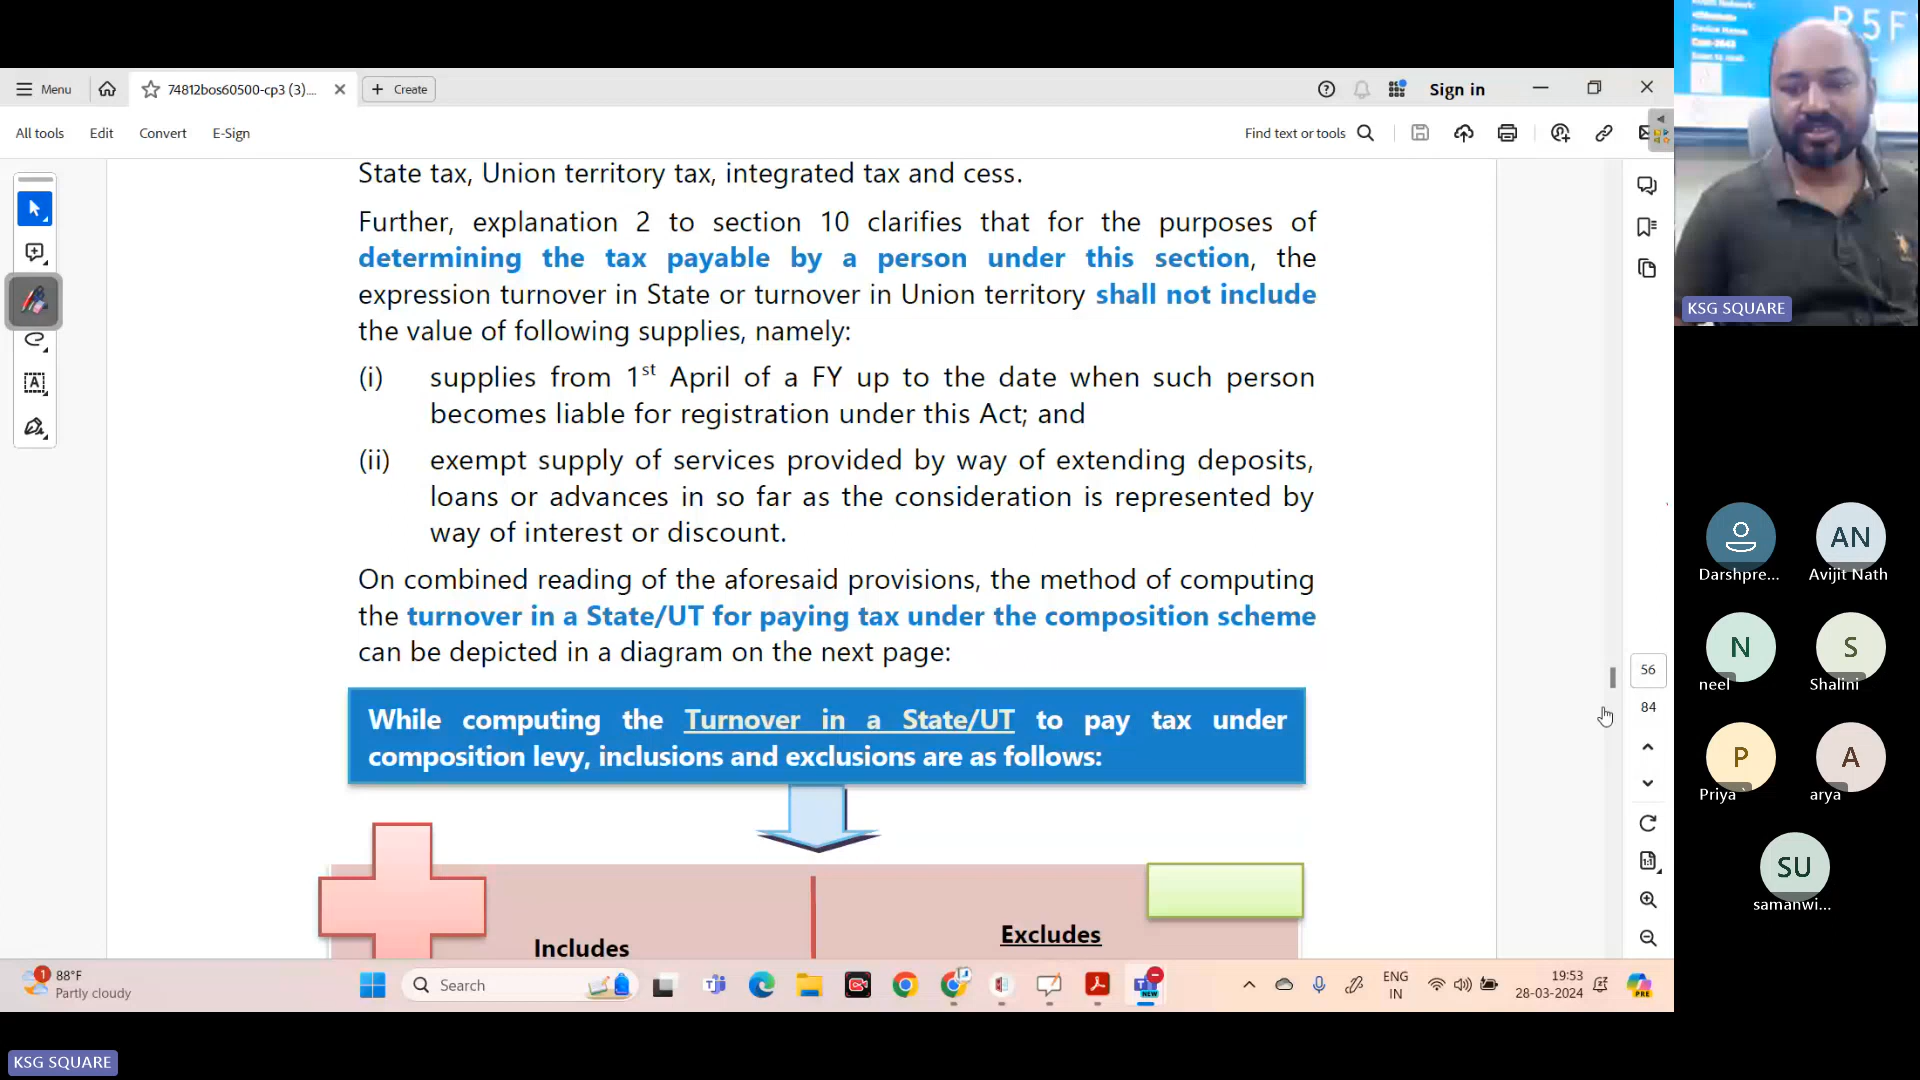 Menu
74812bos60500-cp3 (3)....
Create
Sign in
All tools
Edit
Convert
E-Sign
Find text or tools
State tax, Union territory tax, integrated tax and cess.
Further, explanation 2 to section 10 clarifies that for the purposes of
determining the tax payable by a person under this section, the
expression turnover in State or turnover in Union territory shall not include
the value of following supplies, namely:
(i) supplies from 1st April of a FY up to the date when such person
becomes liable for registration under this Act; and
(ii) exempt supply of services provided by way of extending deposits,
loans or advances in so far as the consideration is represented by
way of interest or discount.
On combined reading of the aforesaid provisions, the method of computing
the turnover in a State/UT for paying tax under the composition scheme
can be depicted in a diagram on the next page:
While computing the Turnover in a State/UT to pay tax under
composition levy, inclusions and exclusions are as follows:
Includes
Excludes
56
84
KSG SQUARE
Darshpre...
AN
Avijit Nath
N
neel
S
Shalini
P
Priya
A
arya
SU
samanwi...
1
88°F
Partly cloudy
Search
NEW
ENG
IN
19:53
28-03-2024
PRE
KSG SQUARE